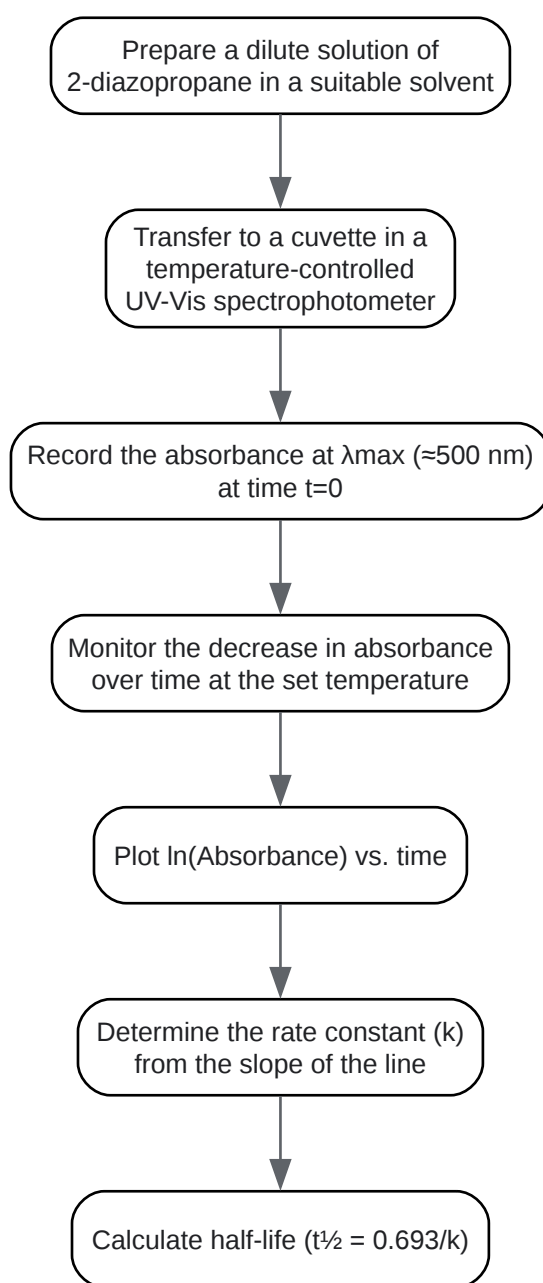 Prepare a dilute solution of
2-diazopropane in a suitable solvent
Transfer to a cuvette in a
temperature-controlled
UV-Vis spectrophotometer
Record the absorbance at λmax (≈500 nm)
at time t=0
Monitor the decrease in absorbance
over time at the set temperature
Plot ln(Absorbance) vs. time
Determine the rate constant (k)
from the slope of the line
Calculate half-life (t½ = 0.693/k)